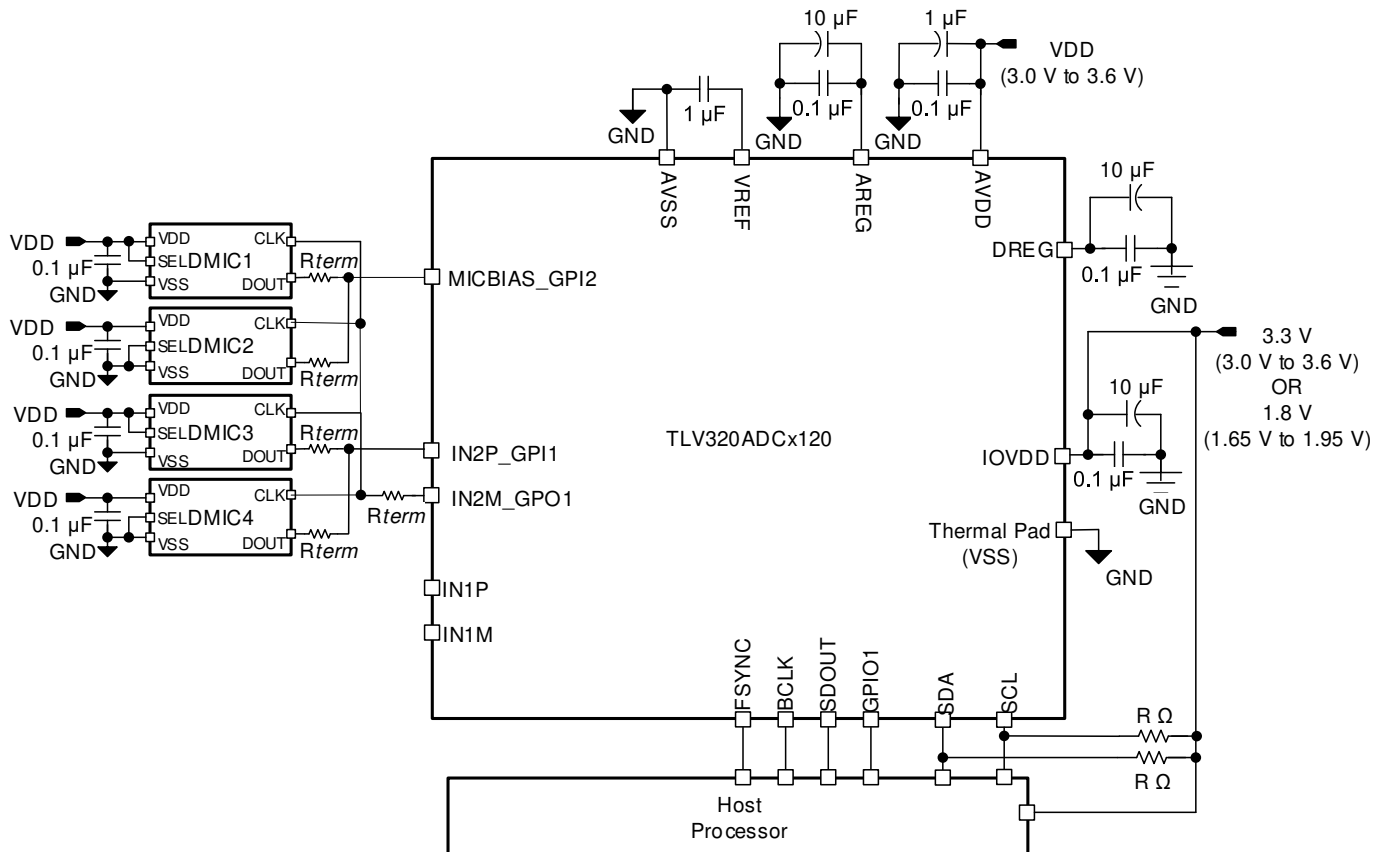 10 µF
1 µF
VDD
(3.0 V to 3.6 V)
1 µF
0.1 µF
0.1 µF
GND
GND
GND
AVSS
VREF
AREG
AVDD
10 µF
DREG
0.1 µF
GND
VDD
0.1 µF
GND
VDD
SEL
VSS
DMIC1
CLK
DOUT
Rterm
MICBIAS_GPI2
VDD
0.1 µF
GND
VDD
SEL
VSS
DMIC2
CLK
DOUT
Rterm
3.3 V
(3.0 V to 3.6 V)
OR
1.8 V
(1.65 V to 1.95 V)
VDD
0.1 µF
GND
VDD
SEL
VSS
DMIC3
CLK
DOUT
Rterm
IN2P_GPI1
TLV320ADCx120
10 µF
IOVDD
0.1 µF
GND
VDD
0.1 µF
GND
VDD
SEL
VSS
DMIC4
CLK
DOUT
Rterm
Rterm
IN2M_GPO1
Thermal Pad
(VSS)
GND
IN1P
IN1M
FSYNC
BCLK
SDOUT
GPIO1
SDA
SCL
R Ω
R Ω
Host
Processor